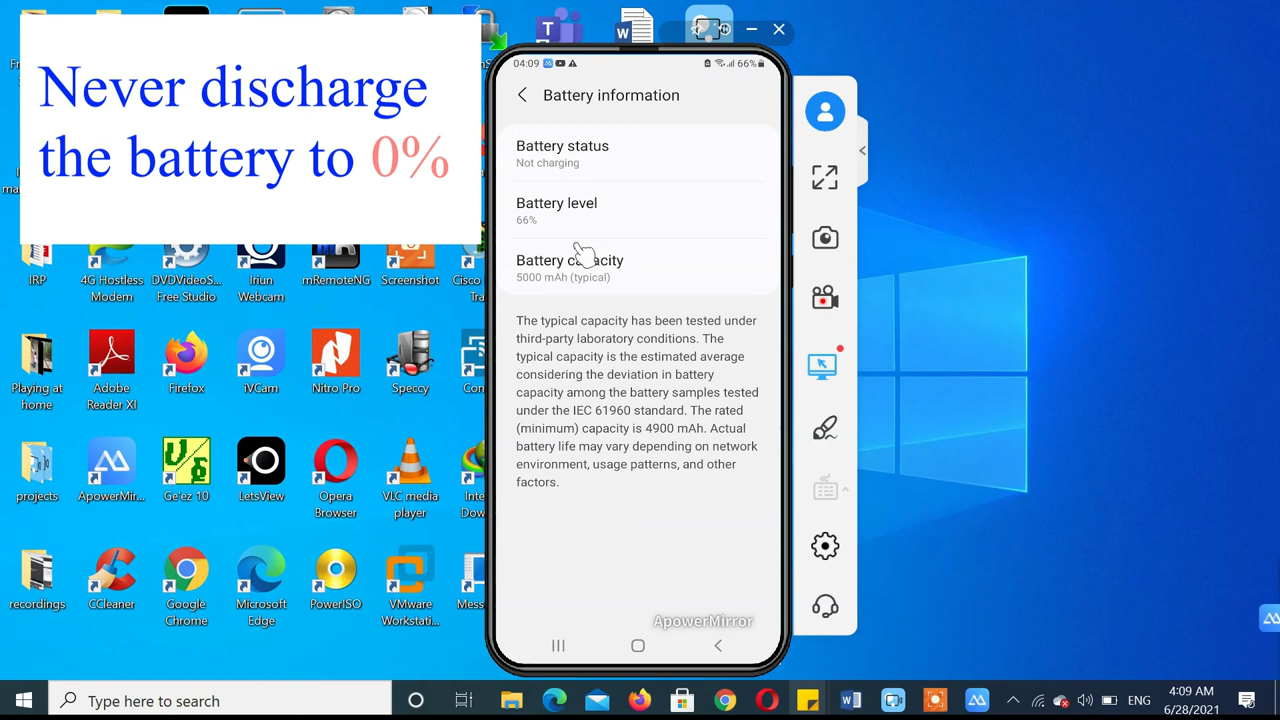 Never discharge
the battery to 0%
04:09
66%
Battery information
Battery status
Not charging
Battery level
66%
Battery capacity
5000 mAh (typical)
The typical capacity has been tested under
third-party laboratory conditions. The
typical capacity is the estimated average
considering the deviation in battery
capacity among the battery samples tested
under the IEC 61960 standard. The rated
(minimum) capacity is 4900 mAh. Actual
battery life may vary depending on network
environment, usage patterns, and other
factors.
ApowerMirror
IRP
4G Hostless
Modem
DVDVideoS...
Free Studio
Iriun
Webcam
mRemoteNG
Screenshot
Cisco
Playing at
home
Adobe
Reader XI
Firefox
iVCam
Nitro Pro
Speccy
projects
ApowerMir...
Ge'ez 10
LetsView
Opera
Browser
VLC media
player
recordings
CCleaner
Google
Chrome
Microsoft
Edge
PowerISO
VMware
Workstati...
Type here to search
ENG
4:09 AM
6/28/2021